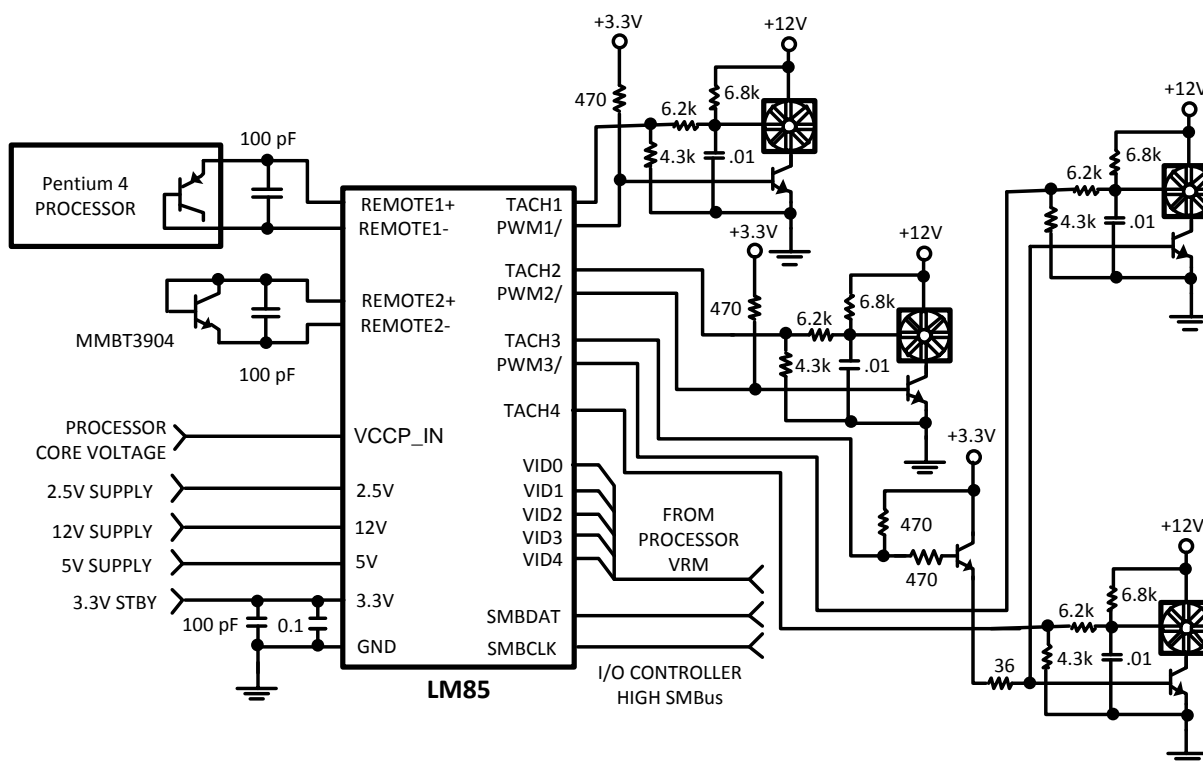 +3.3V
+12V
470
6.2k
6.8k
4.3k
.01
+12V
6.2k
6.8k
4.3k
.01
100 pF
Pentium 4
PROCESSOR
REMOTE1+
REMOTE1-
TACH1
PWM1/
+3.3V
+12V
470
6.2k
6.8k
4.3k
.01
MMBT3904
100 pF
REMOTE2+
REMOTE2-
TACH2
PWM2/
TACH3
PWM3/
TACH4
PROCESSOR
CORE VOLTAGE
VCCP_IN
2.5V SUPPLY
2.5V
12V SUPPLY
12V
5V SUPPLY
5V
3.3V STBY
3.3V
100 pF
0.1
GND
VID0
VID1
VID2
VID3
VID4
FROM
PROCESSOR
VRM
SMBDAT
SMBCLK
I/O CONTROLLER
HIGH SMBus
LM85
+3.3V
470
470
36
+12V
6.2k
6.8k
4.3k
.01